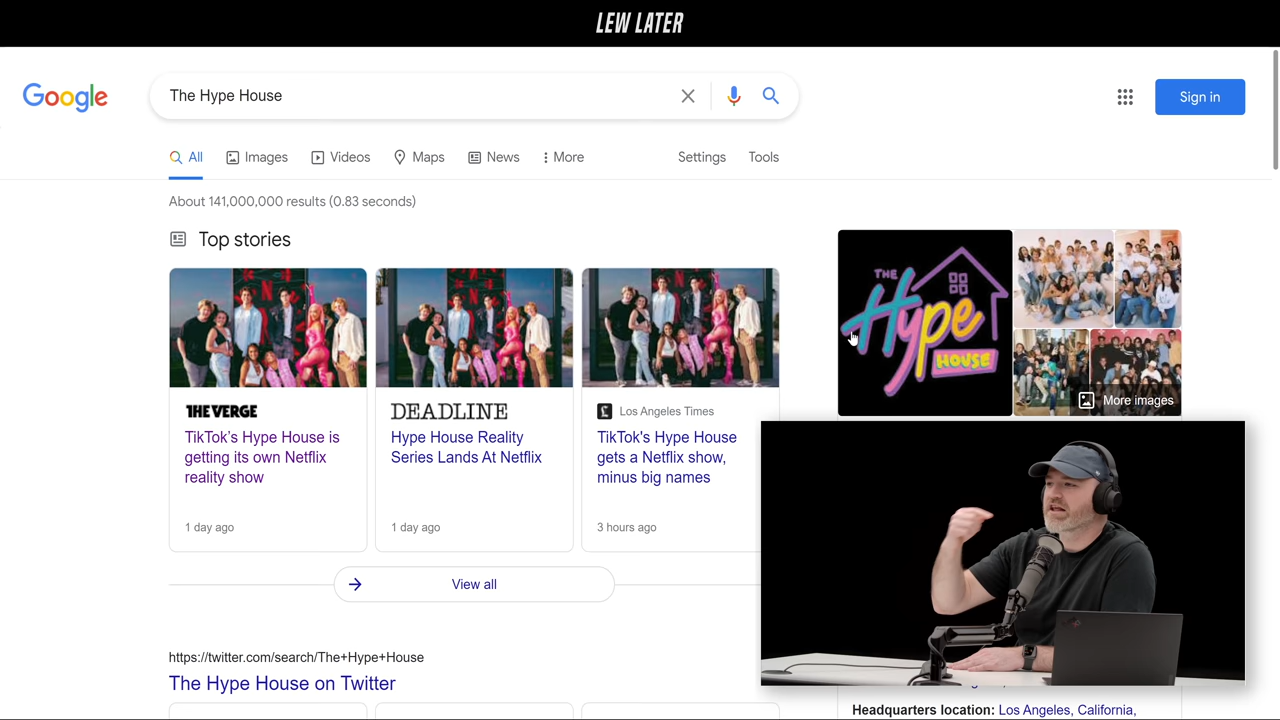 LEW LATER
Google
The Hype House
Sign in
All
Images
Videos
Maps
News
More
Settings
Tools
About 141,000,000 results (0.83 seconds)
Top stories
THE VERGE
TikTok's Hype House is
getting its own Netflix
reality show
1 day ago
DEADLINE
Hype House Reality
Series Lands At Netflix
1 day ago
Los Angeles Times
TikTok's Hype House
gets a Netflix show,
minus big names
3 hours ago
THE
Hype
HOUSE
More images
View all
https://twitter.com/search/The+Hype+House
The Hype House on Twitter
Headquarters location: Los Angeles, California,